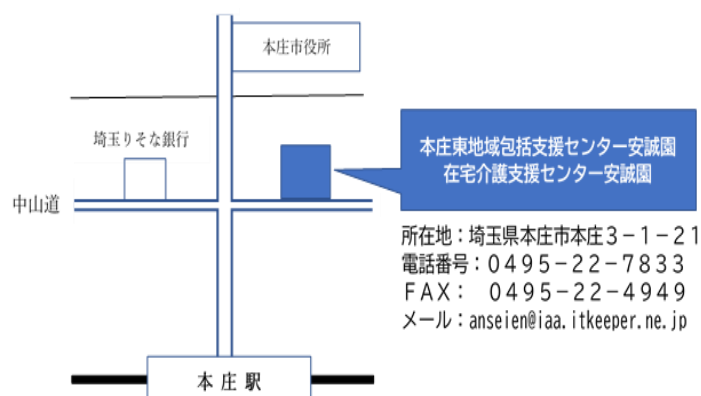 本庄市役所
埼玉りそな銀行
中山道
本庄東地域包括支援センター安誠園
在宅介護支援センター安誠園
所在地：埼玉県本庄市本庄３－１－２１
電話番号：０４９５－２２－７８３３
ＦＡＸ：　０４９５－２２－４９４９
メール：anseien@iaa.itkeeper.ne.jp
本 庄 駅